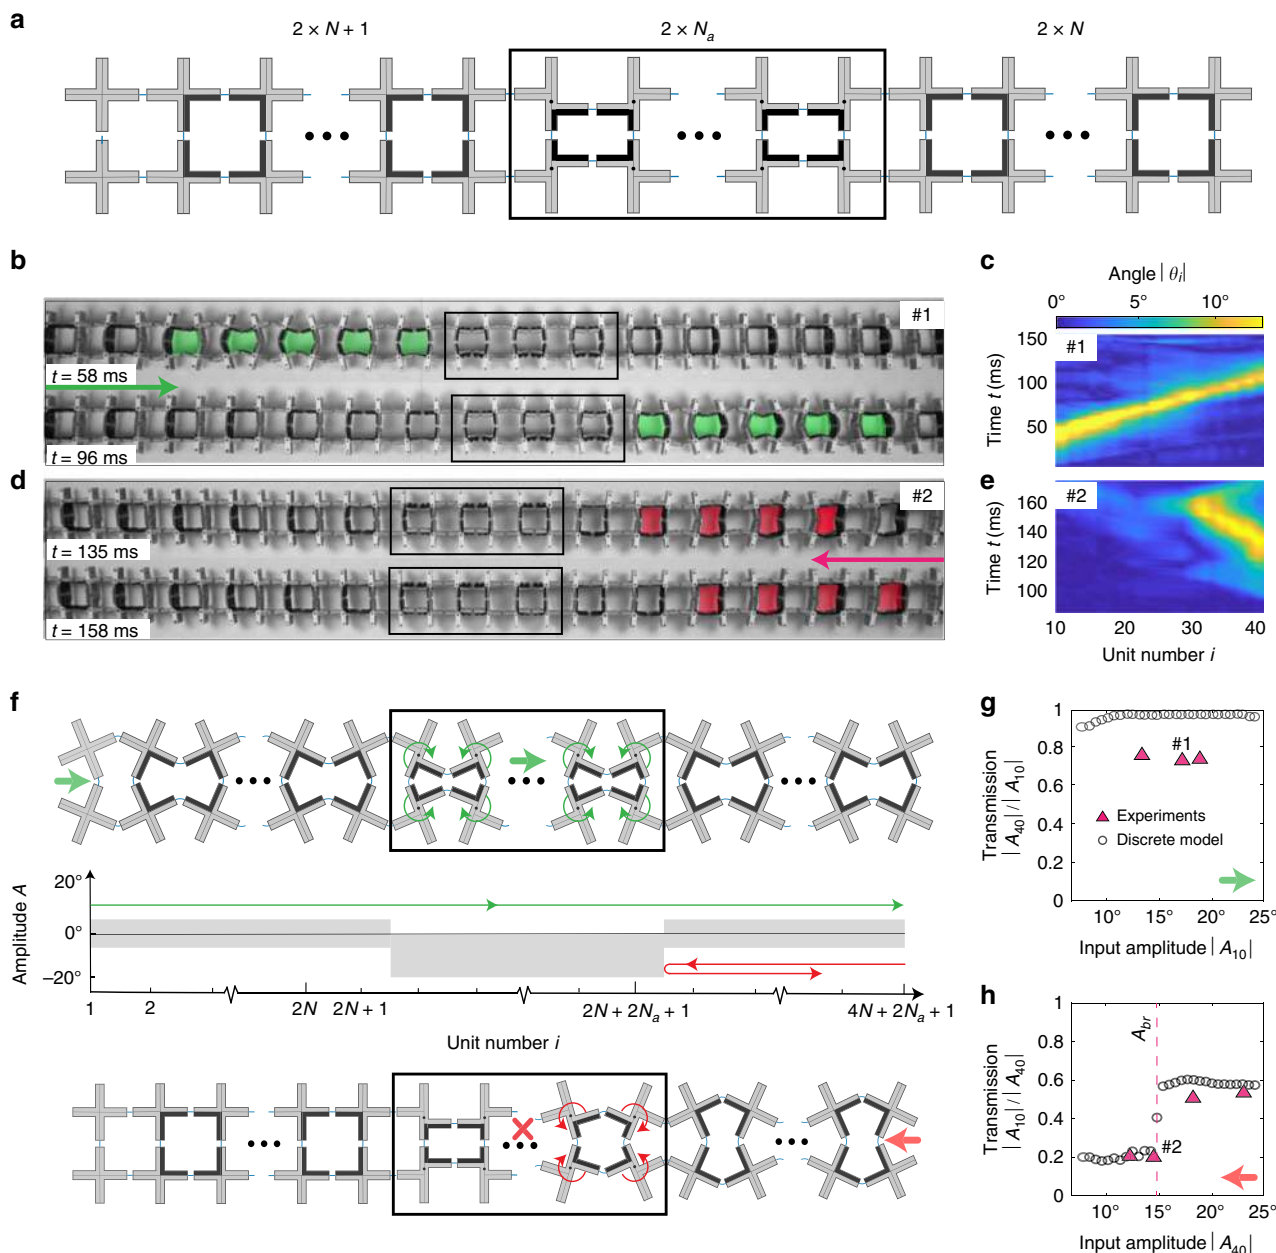 a
2 × N + 1
2 × Nₐ
2 × N
b
#1
t = 58 ms
t = 96 ms
c
Angle | θᵢ |
0° 5° 10°
#1
150
100
50
Time t (ms)
d
#2
t = 135 ms
t = 158 ms
e
#2
160
140
120
100
Time t (ms)
10 20 30 40
Unit number i
f
20°
0°
–20°
Amplitude A
1 2 2N 2N + 1 2N + 2Nₐ + 1 4N + 2Nₐ + 1
Unit number i
g
1
0.8
0.6
0.4
0.2
0
Transmission
| A₄₀ | / | A₁₀ |
#1
Experiments
Discrete model
10° 15° 20° 25°
Input amplitude | A₁₀ |
h
1
0.8
0.6
0.4
0.2
0
Transmission
| A₁₀ | / | A₄₀ |
A_br
#2
10° 15° 20° 25°
Input amplitude | A₄₀ |